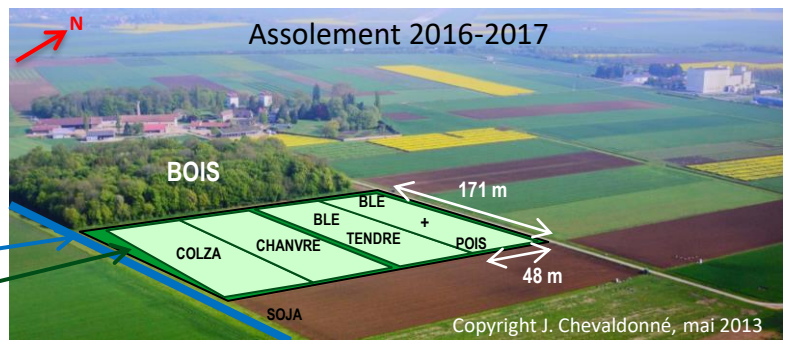 N
Assolement 2016-2017
BOIS
171 m
BLE
BLE
+
TENDRE
POIS
CHANVRE
COLZA
48 m
SOJA
Copyright J. Chevaldonné, mai 2013